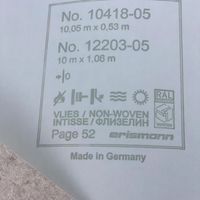 No. 10418-05
10,05 m x 0,53 m
No. 12203-05
10 m x 1,06 m
0
RAL
VLIES / NON-WOVEN
INTISSE / ФЛИЗЕЛИН
Page 52
erismann
Made in Germany